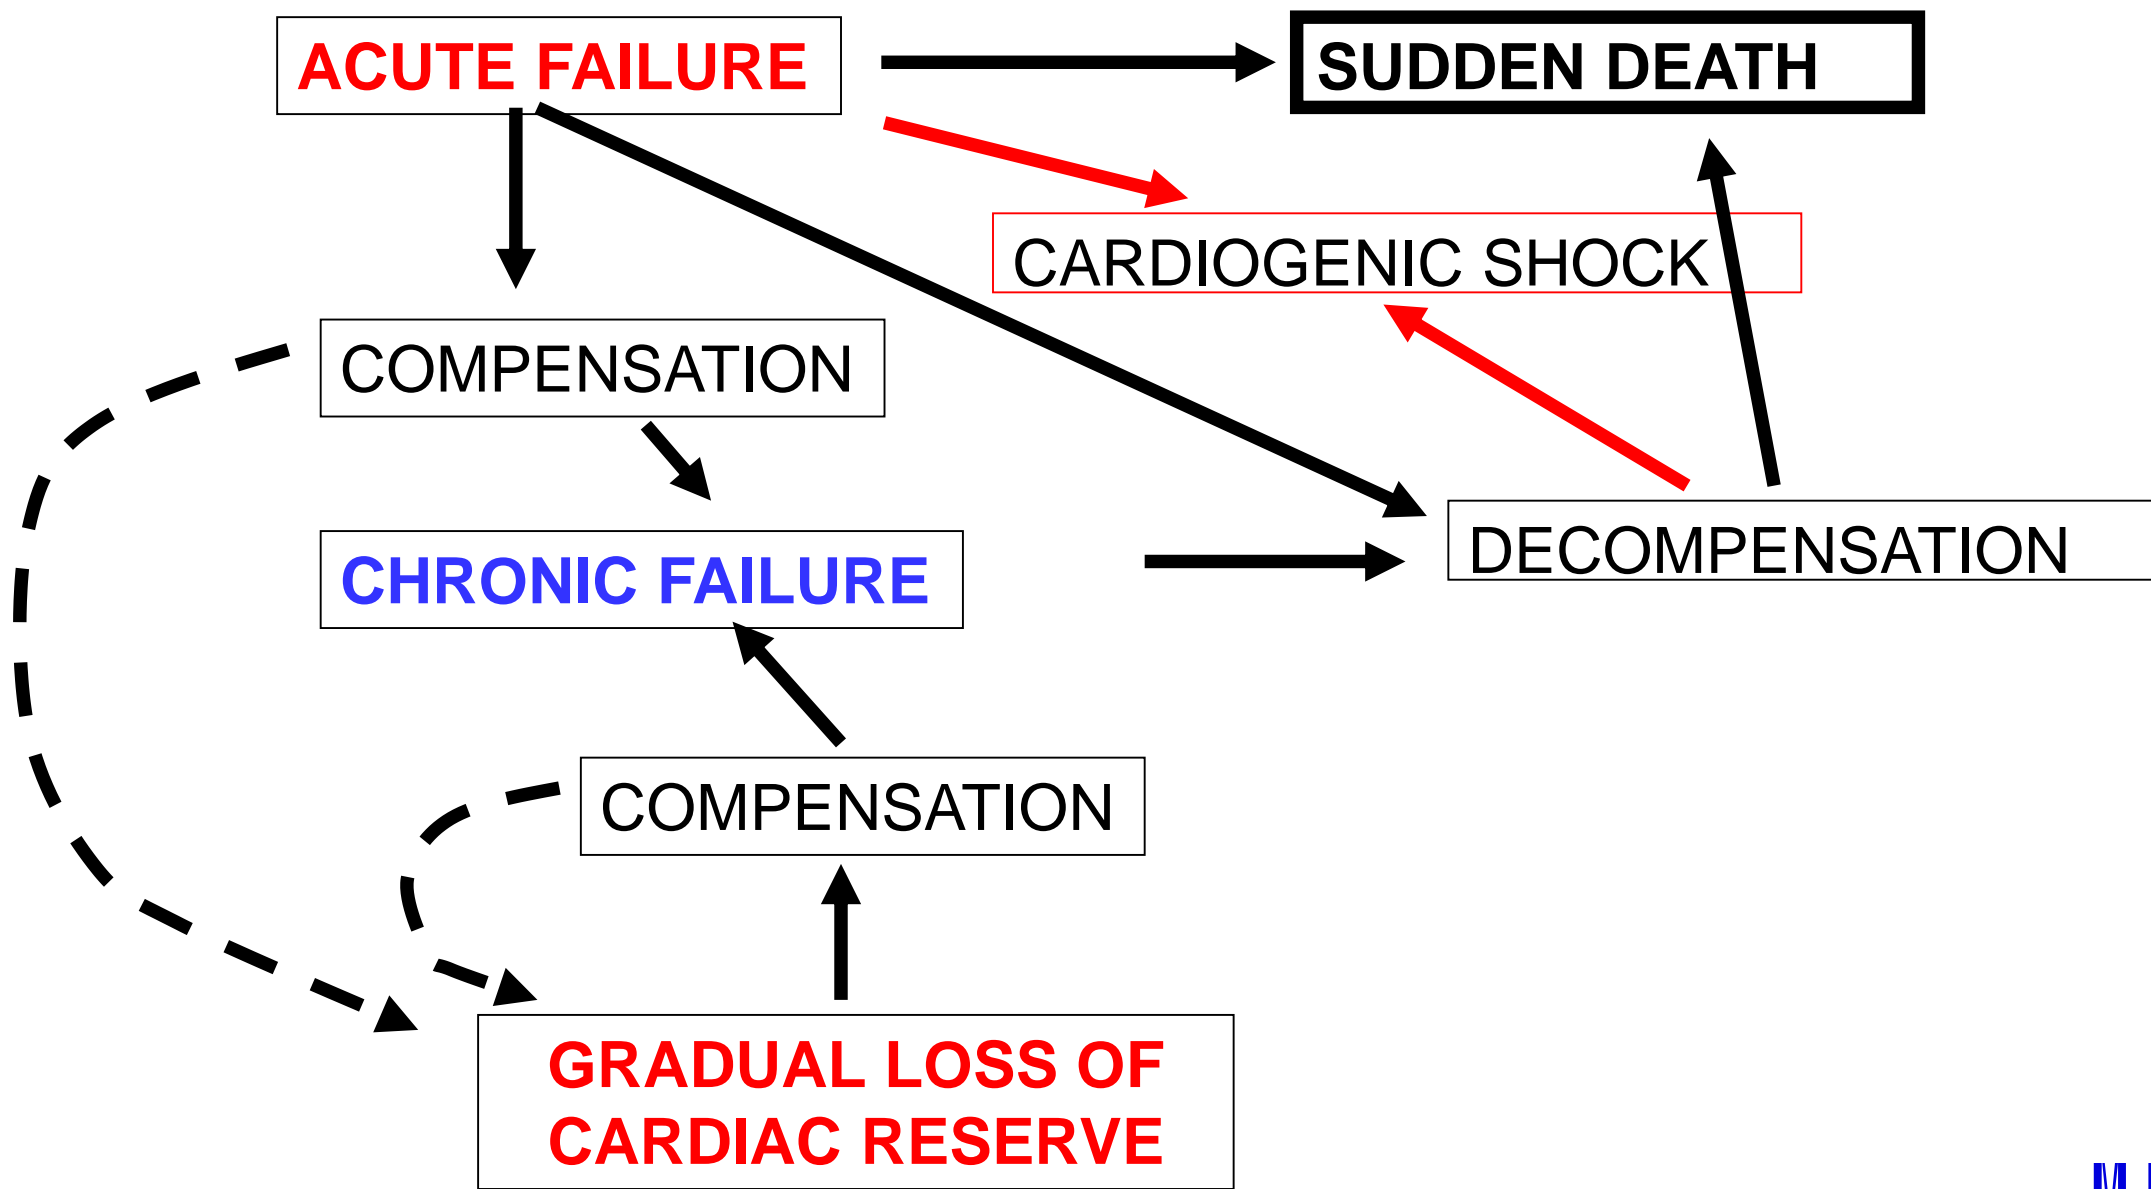 ACUTE FAILURE
SUDDEN DEATH
CARDIOGENIC SHOCK
COMPENSATION
DECOMPENSATION
CHRONIC FAILURE
COMPENSATION
GRADUAL LOSS OF
CARDIAC RESERVE